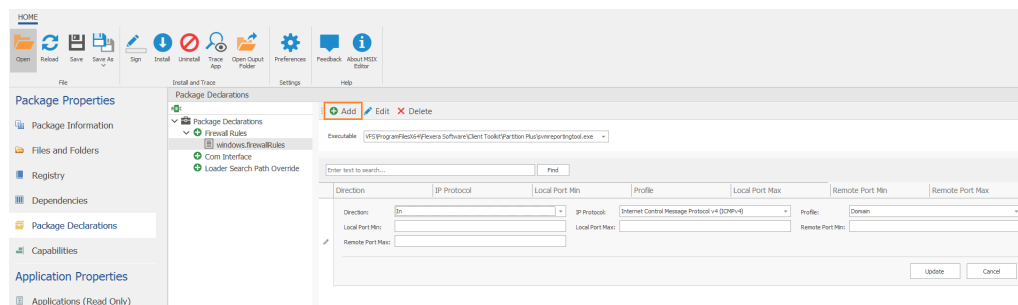 HOME
Open
Reload
Save
Save As
Sign
Install
Uninstall
Trace App
Open Ouput Folder
Preferences
Feedback
About MSIX Editor
File
Install and Trace
Settings
Help
Package Properties
Package Information
Files and Folders
Registry
Dependencies
Package Declarations
Capabilities
Application Properties
Applications (Read Only)
Package Declarations
Package Declarations
Firewall Rules
windows.firewallRules
Com Interface
Loader Search Path Override
Add Edit Delete
Executable VFS\ProgramFilesX64\Flexera Software\Client Toolkit\Partition Plus\svmreportingtool.exe
Enter text to search... Find
Direction IP Protocol Local Port Min Profile Local Port Max Remote Port Min Remote Port Max
Direction: In IP Protocol: Internet Control Message Protocol v4 (ICMPv4) Profile: Domain
Local Port Min: Local Port Max: Remote Port Min:
Remote Port Max:
Update Cancel